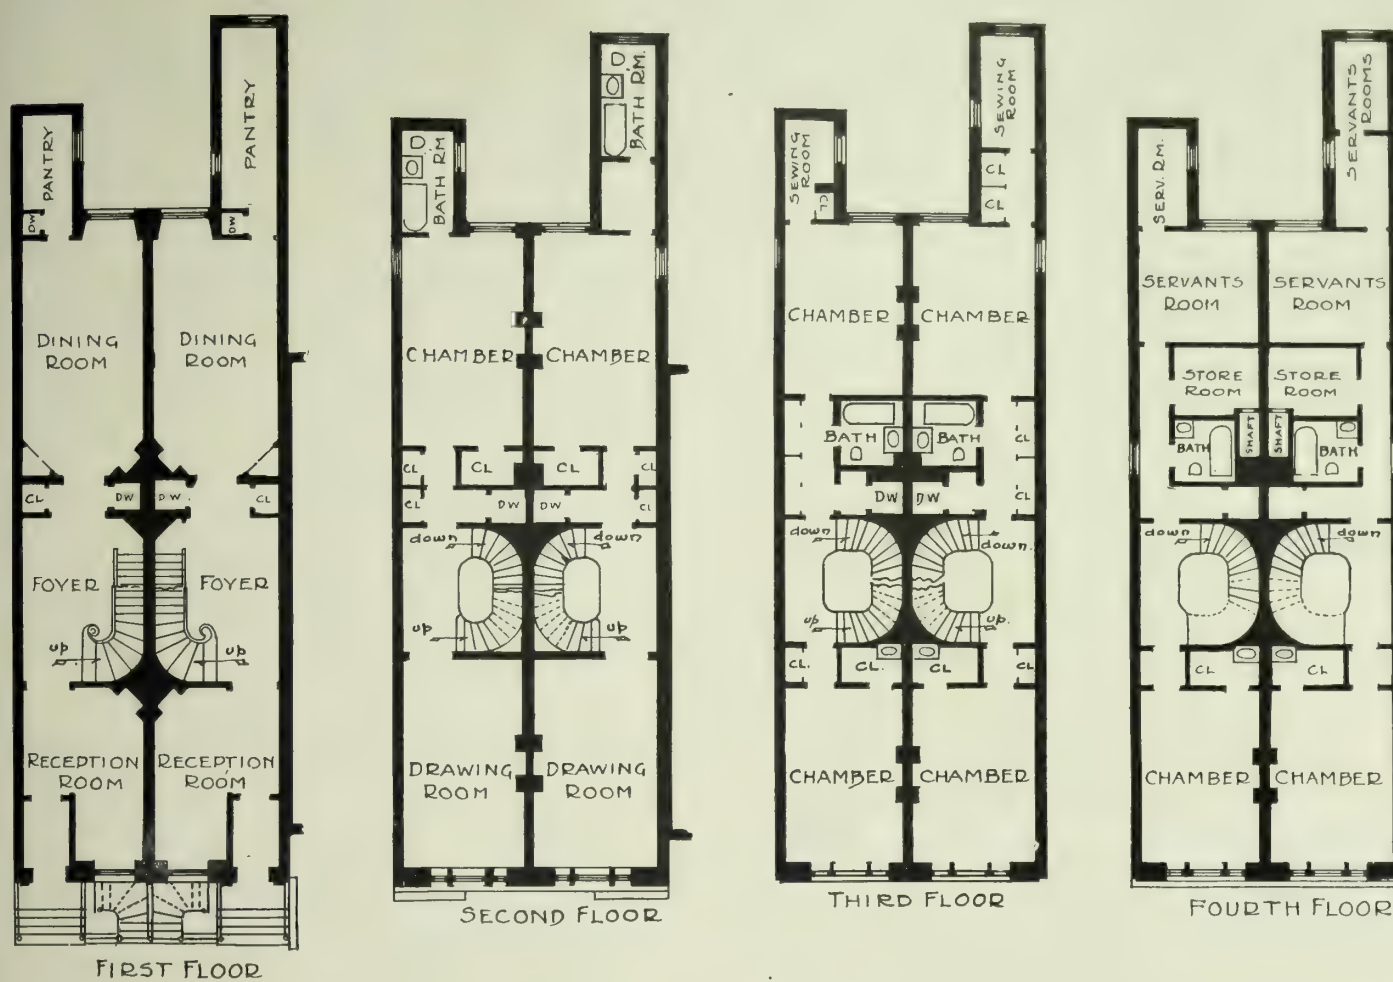 PANTRY
PANTRY
DW
DW
DINING
ROOM
DINING
ROOM
CL
DW
DW
CL
FOYER
FOYER
up
up
RECEPTION
ROOM
RECEPTION
ROOM
FIRST FLOOR
BATH RM
BATH RM.
CHAMBER
CHAMBER
CL
CL
CL
CL
CL
DW
DW
CL
down
down
up
up
DRAWING
ROOM
DRAWING
ROOM
SECOND FLOOR
SEWING
ROOM
CL
SEWING
ROOM
CL
CL
CHAMBER
CHAMBER
BATH
BATH
CL
DW
DW
CL
down
down
up
up.
CL.
CL.
CL
CL
CHAMBER
CHAMBER
THIRD FLOOR
SERV. RM.
SERVANTS
ROOMS
SERVANTS
ROOM
SERVANTS
ROOM
STORE
ROOM
STORE
ROOM
BATH
SHAFT
SHAFT
BATH
down
down
CL
CL
CHAMBER
CHAMBER
FOURTH FLOOR